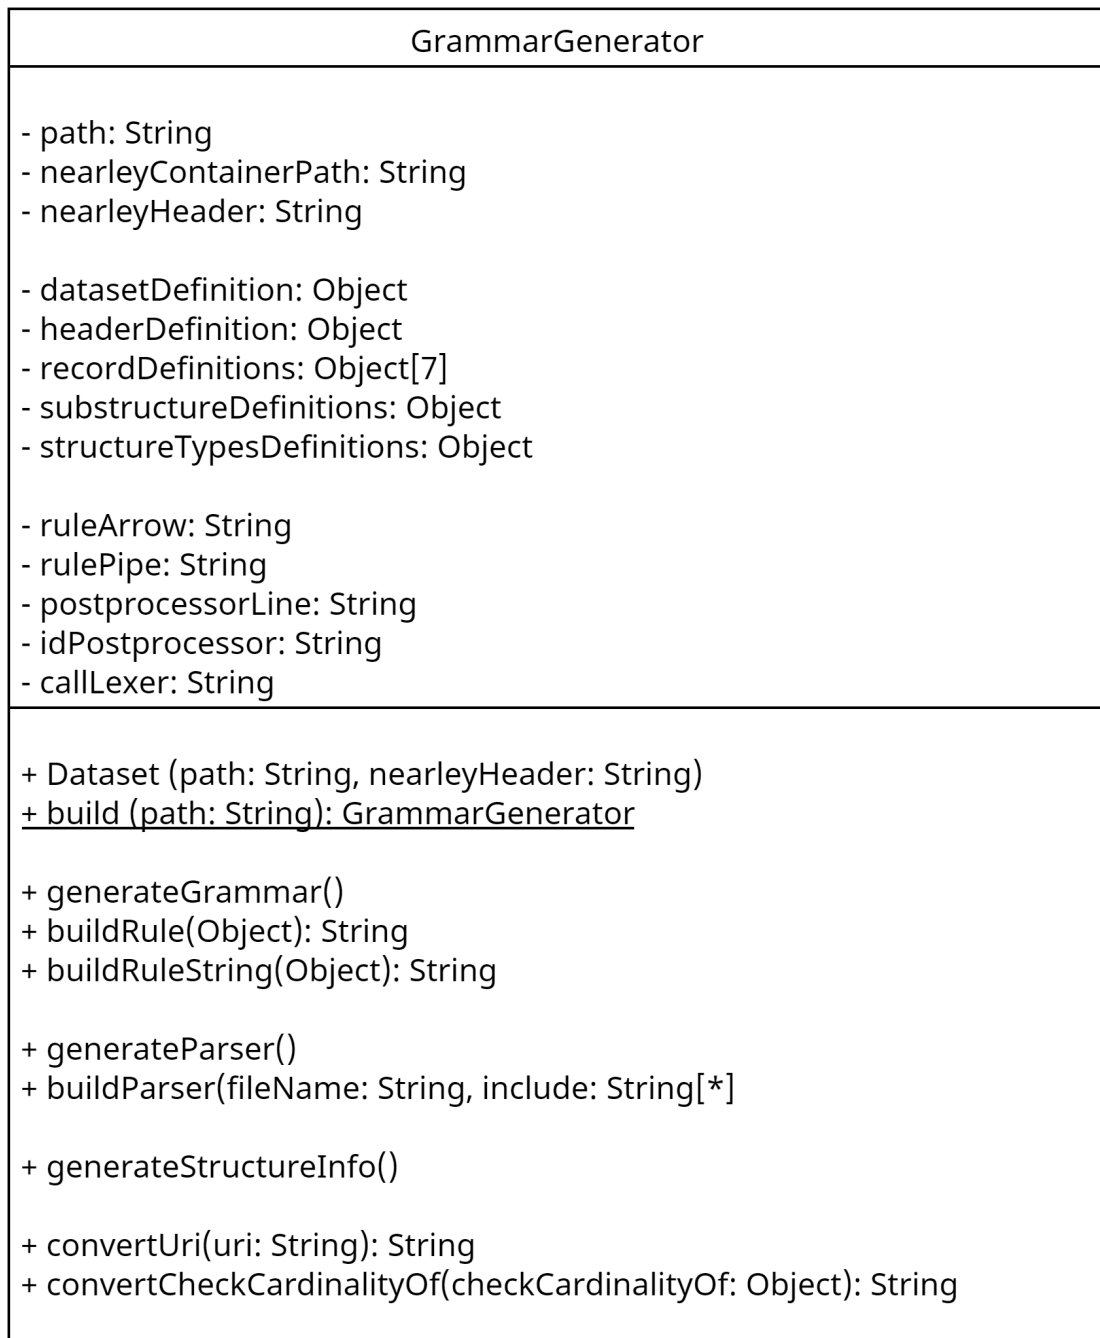 GrammarGenerator
- path: String
- nearleyContainerPath: String
- nearleyHeader: String
- datasetDefinition: Object
- headerDefinition: Object
- recordDefinitions: Object[7]
- substructureDefinitions: Object
- structureTypesDefinitions: Object
- ruleArrow: String
- rulePipe: String
- postprocessorLine: String
- idPostprocessor: String
- callLexer: String
+ Dataset (path: String, nearleyHeader: String)
+ build (path: String): GrammarGenerator
+ generateGrammar()
+ buildRule(Object): String
+ buildRuleString(Object): String
+ generateParser()
+ buildParser(fileName: String, include: String[*]
+ generateStructureInfo()
+ convertUri(uri: String): String
+ convertCheckCardinalityOf(checkCardinalityOf: Object): String